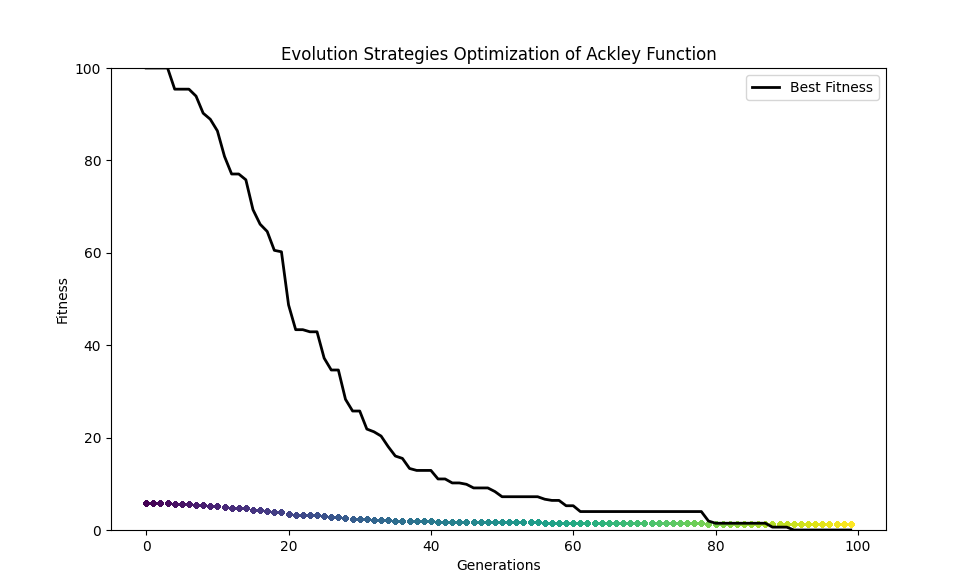 Evolution Strategies Optimization of Ackley Function
Best Fitness
100
80
60
40
20
0
Fitness
0 20 40 60 80 100
Generations